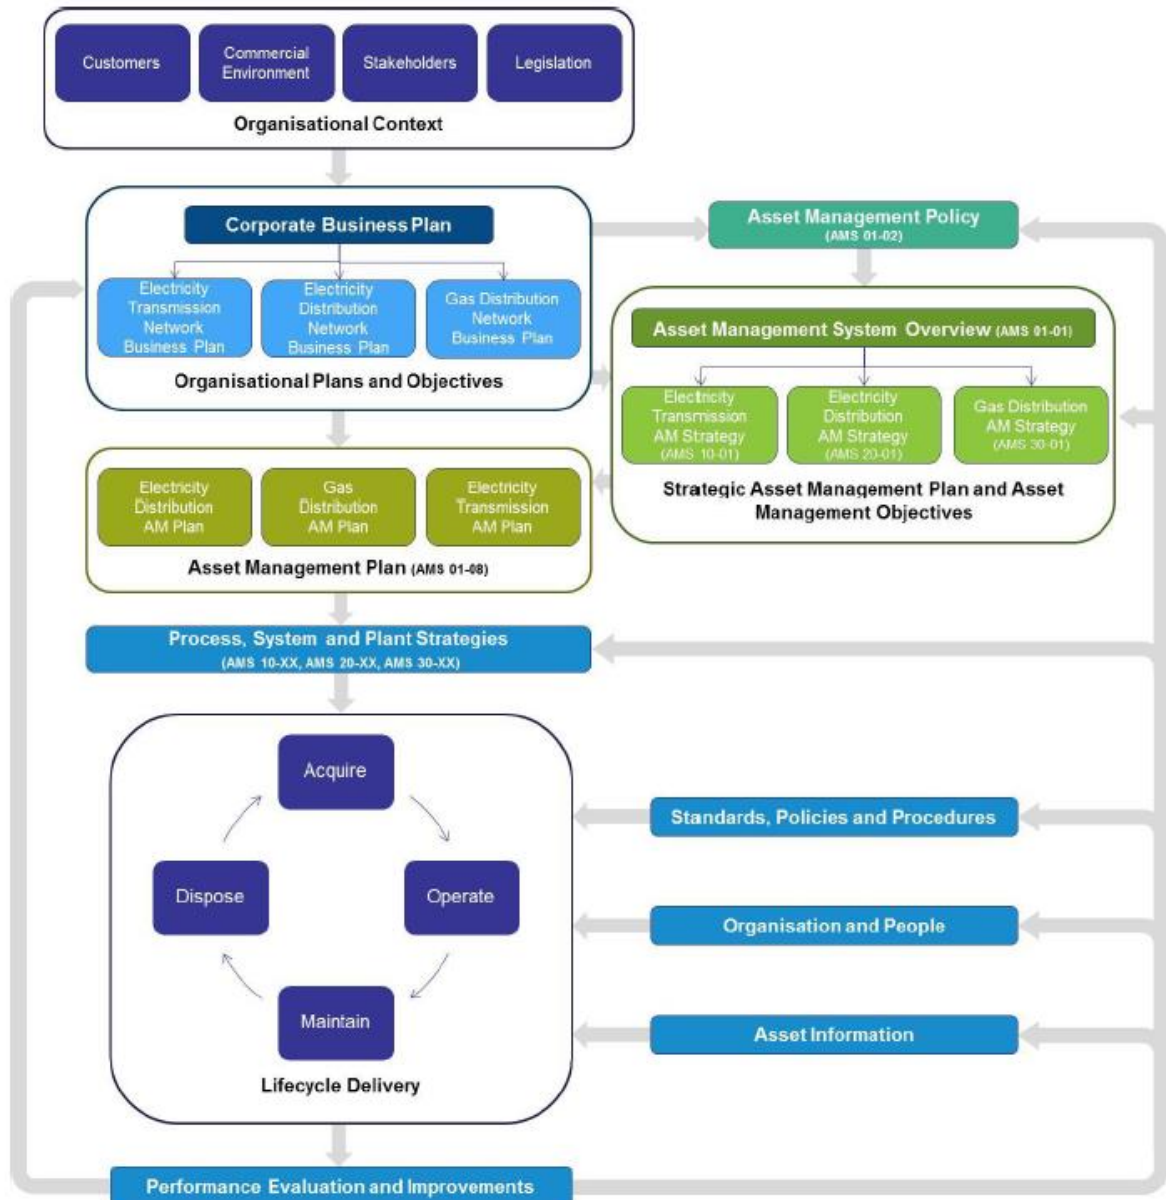 Customers
Commercial
Environment
Stakeholders
Legislation
Organisational Context
Corporate Business Plan
Electricity
Transmission
Network
Business Plan
Electricity
Distribution
Network
Business Plan
Gas Distribution
Network
Business Plan
Organisational Plans and Objectives
Asset Management Policy
(AMS 01-02)
Asset Management System Overview (AMS 01-01)
Electricity
Transmission
AM Strategy
(AMS 10-01)
Electricity
Distribution
AM Strategy
(AMS 20-01)
Gas Distribution
AM Strategy
(AMS 30-01)
Strategic Asset Management Plan and Asset
Management Objectives
Electricity
Distribution
AM Plan
Gas
Distribution
AM Plan
Electricity
Transmission
AM Plan
Asset Management Plan (AMS 01-08)
Process, System and Plant Strategies
(AMS 10-XX, AMS 20-XX, AMS 30-XX)
Acquire
Operate
Maintain
Dispose
Lifecycle Delivery
Standards, Policies and Procedures
Organisation and People
Asset Information
Performance Evaluation and Improvements